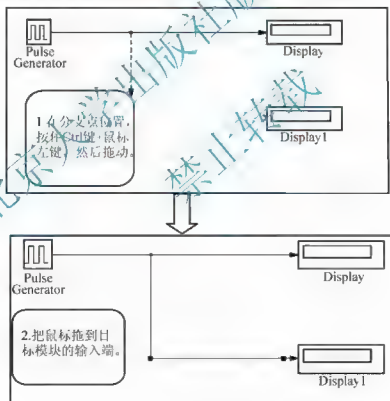 Pulse
Generator
Display
1.在分支点位置,
按住Ctrl键+鼠标
左键,然后拖动。
Display1
Pulse
Generator
Display
2.把鼠标拖到目
标模块的输入端。
Display1
禁止转载